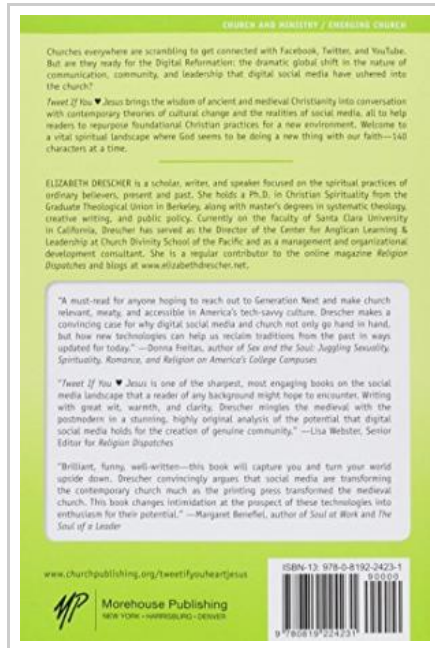 CHURCH AND MINISTRY / EMERGING CHURCH
Churches everywhere are scrambling to get connected with Facebook, Twitter, and YouTube.
But are they ready for the Digital Reformation: the dramatic global shift in the nature of
communication, community, and leadership that digital social media have ushered into
the church?
Tweet If You ♥ Jesus brings the wisdom of ancient and medieval Christianity into conversation
with contemporary theories of cultural change and the realities of social media, all to help
readers to repurpose foundational Christian practices for a new environment. Welcome to
a vital spiritual landscape where God seems to be doing a new thing with our faith—140
characters at a time.
ELIZABETH DRESCHER is a scholar, writer, and speaker focused on the spiritual practices of
ordinary believers, present and past. She holds a Ph.D. in Christian Spirituality from the
Graduate Theological Union in Berkeley, along with master's degrees in systematic theology,
creative writing, and public policy. Currently on the faculty of Santa Clara University
in California, Drescher has served as the Director of the Center for Anglican Learning &
Leadership at Church Divinity School of the Pacific and as a management and organizational
development consultant. She is a regular contributor to the online magazine Religion
Dispatches and blogs at www.elizabethdrescher.net.
"A must-read for anyone hoping to reach out to Generation Next and make church
relevant, meaty, and accessible in America's tech-savvy culture. Drescher makes a
convincing case for why digital social media and church not only go hand in hand,
but how new technologies can help us reclaim traditions from the past in ways
updated for today." —Donna Freitas, author of Sex and the Soul: Juggling Sexuality,
Spirituality, Romance, and Religion on America's College Campuses
"Tweet If You ♥ Jesus is one of the sharpest, most engaging books on the social
media landscape that a reader of any background might hope to encounter. Writing
with great wit, warmth, and clarity, Drescher mingles the medieval with the
postmodern in a stunning, highly original analysis of the potential that digital
social media holds for the creation of genuine community." —Lisa Webster, Senior
Editor for Religion Dispatches
"Brilliant, funny, well-written—this book will capture you and turn your world
upside down. Drescher convincingly argues that social media are transforming
the contemporary church much as the printing press transformed the medieval
church. This book changes intimidation at the prospect of these technologies into
enthusiasm for their potential." —Margaret Benefiel, author of Soul at Work and The
Soul of a Leader
www.churchpublishing.org/tweetifyouheartjesus
ISBN-13: 978-0-8192-2423-1
90000
MP
Morehouse Publishing
NEW YORK • HARRISBURG • DENVER
9 780819 224231